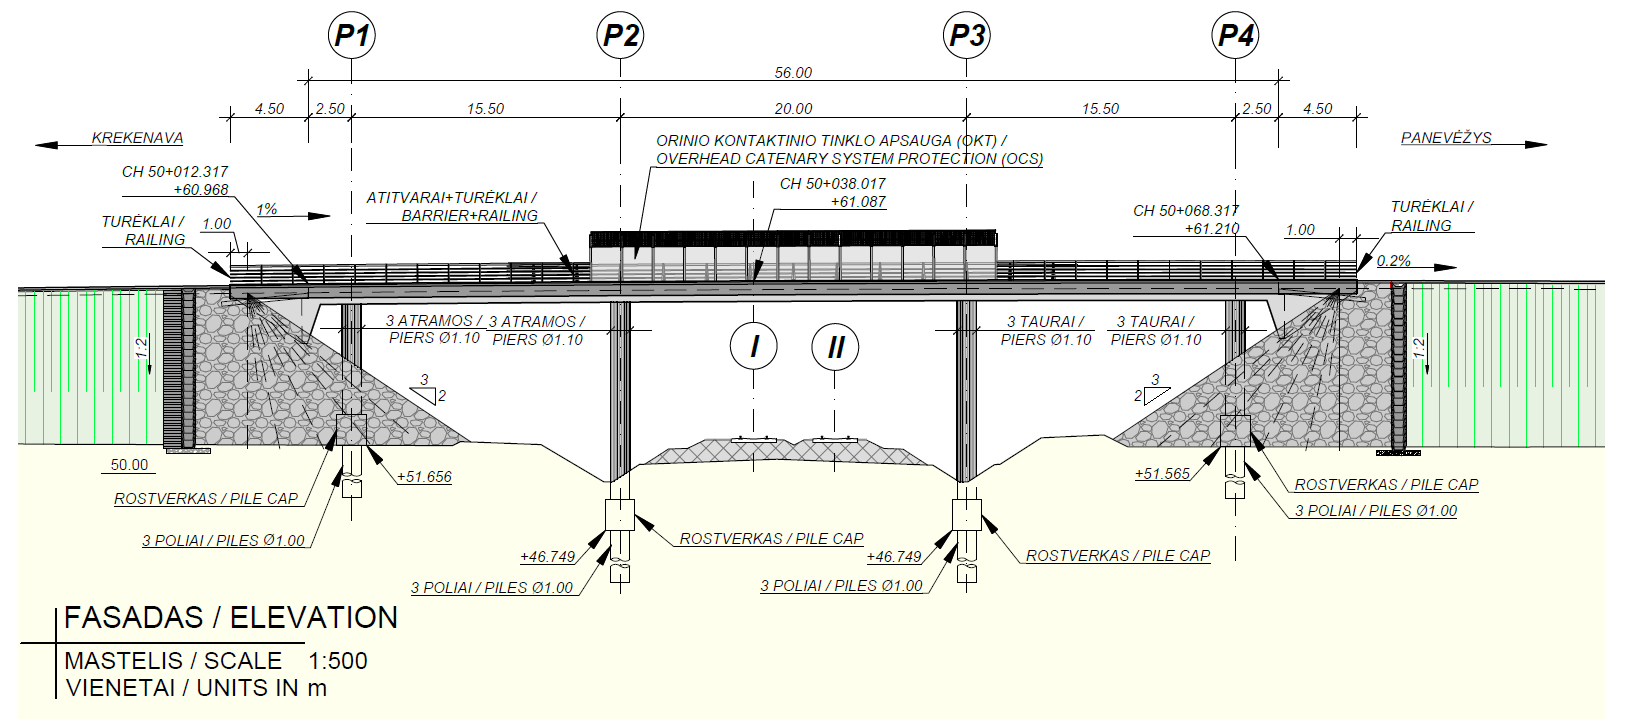 P1
P2
P3
P4
56.00
4.50
2.50
15.50
20.00
15.50
2.50
4.50
KREKENAVA
PANEVĖŽYS
ORINIO KONTAKTINIO TINKLO APSAUGA (OKT) /
OVERHEAD CATENARY SYSTEM PROTECTION (OCS)
CH 50+012.317
+60.968
ATITVARAI+TURĖKLAI /
BARRIER+RAILING
CH 50+038.017
+61.087
CH 50+068.317
+61.210
TURĖKLAI /
RAILING
1.00
1%
1.00
TURĖKLAI /
RAILING
0.2%
3 ATRAMOS /
PIERS Ø1.10
3 ATRAMOS /
PIERS Ø1.10
I
II
3 TAURAI /
PIERS Ø1.10
3 TAURAI /
PIERS Ø1.10
1:2
1:2
3
2
3
2
50.00
+51.656
+51.565
ROSTVERKAS / PILE CAP
3 POLIAI / PILES Ø1.00
+46.749
ROSTVERKAS / PILE CAP
3 POLIAI / PILES Ø1.00
+46.749
ROSTVERKAS / PILE CAP
3 POLIAI / PILES Ø1.00
ROSTVERKAS / PILE CAP
3 POLIAI / PILES Ø1.00
FASADAS / ELEVATION
MASTELIS / SCALE 1:500
VIENETAI / UNITS IN m